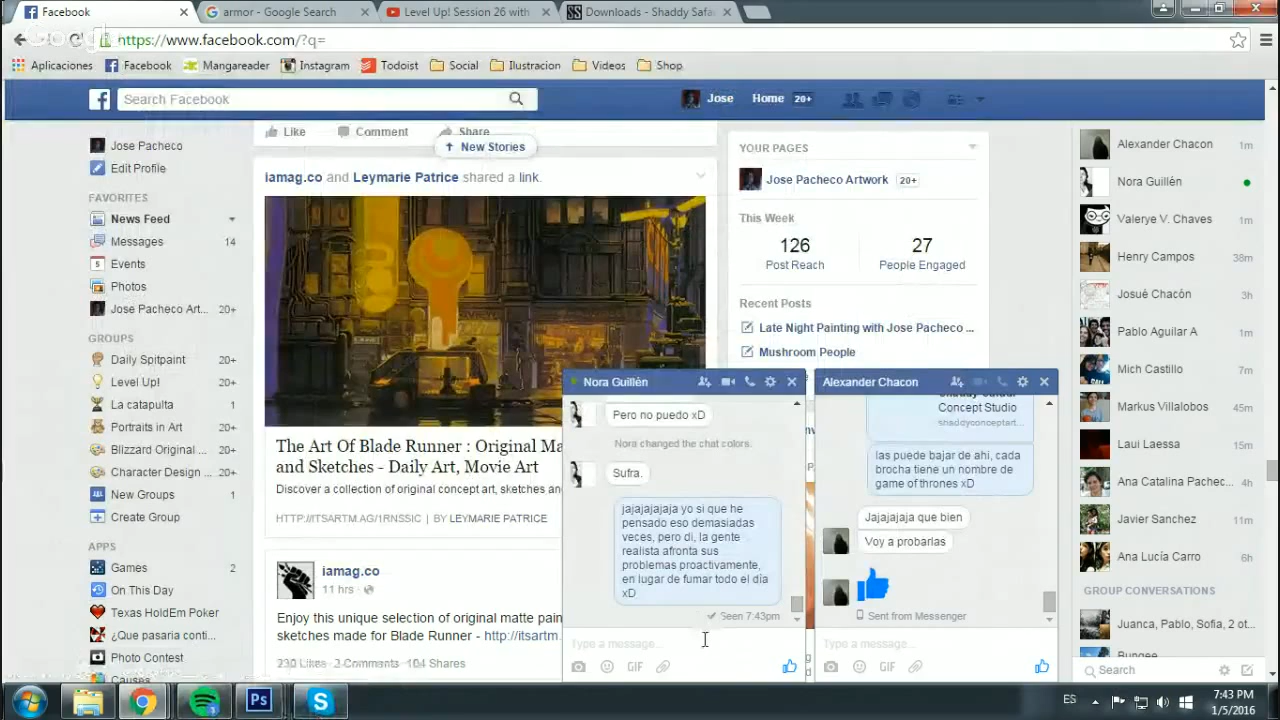 Facebook
armor - Google Search
Level Up! Session 26 with
Downloads - Shaddy Safa
https://www.facebook.com/?q=
Aplicaciones
Facebook
Mangareader
Instagram
Todoist
Social
Ilustracion
Videos
Shop
Search Facebook
Jose
Home 20+
Jose Pacheco
Edit Profile
FAVORITES
News Feed
Messages 14
Events
Photos
Jose Pacheco Art... 20+
GROUPS
Daily Spitpaint 20+
Level Up! 20+
La catapulta 20+
Portraits in Art 20+
Blizzard Original ... 20+
Character Design ... 20+
New Groups 1
Create Group
APPS
Games 2
On This Day
Texas HoldEm Poker
¿Que pasaria conti...
Photo Contest
Causes
Like Comment Share
New Stories
iamag.co and Leymarie Patrice shared a link.
The Art Of Blade Runner : Original Ma
and Sketches - Daily Art, Movie Art
Discover a collection of original concept art, sketches an
HTTP://ITSARTM.AG/1RNSSIC | BY LEYMARIE PATRICE
iamag.co
11 hrs
Enjoy this unique selection of original matte pain
sketches made for Blade Runner - http://itsartm.
230 Likes 2 Comments 104 Shares
YOUR PAGES
Jose Pacheco Artwork 20+
This Week
126
Post Reach
27
People Engaged
Recent Posts
Late Night Painting with Jose Pacheco ...
Mushroom People
Nora Guillén
Pero no puedo xD
Nora changed the chat colors.
Sufra.
jajajajajaja yo si que he
pensado eso demasiadas
veces, pero di, la gente
realista afronta sus
problemas proactivamente,
en lugar de fumar todo el día
xD
Seen 7:43pm
Type a message...
GIF
Alexander Chacon
Concept Studio
shaddyconceptart...
las puede bajar de ahi, cada
brocha tiene un nombre de
game of thrones xD
Jajajajaja que bien
Voy a probarlas
Sent from Messenger
Type a message...
GIF
Alexander Chacon 1m
Nora Guillén
Valerye V. Chaves 1m
Henry Campos 38m
Josué Chacón 3h
Pablo Aguilar A 1m
Mich Castillo
Markus Villalobos 45m
Laui Laessa 15m
Ana Catalina Pachec... 4h
Javier Sanchez 11m
Ana Lucía Carro 6h
GROUP CONVERSATIONS
Juanca, Pablo, Sofia, 2 ot...
Bungee
Search
ES
7:43 PM
1/5/2016